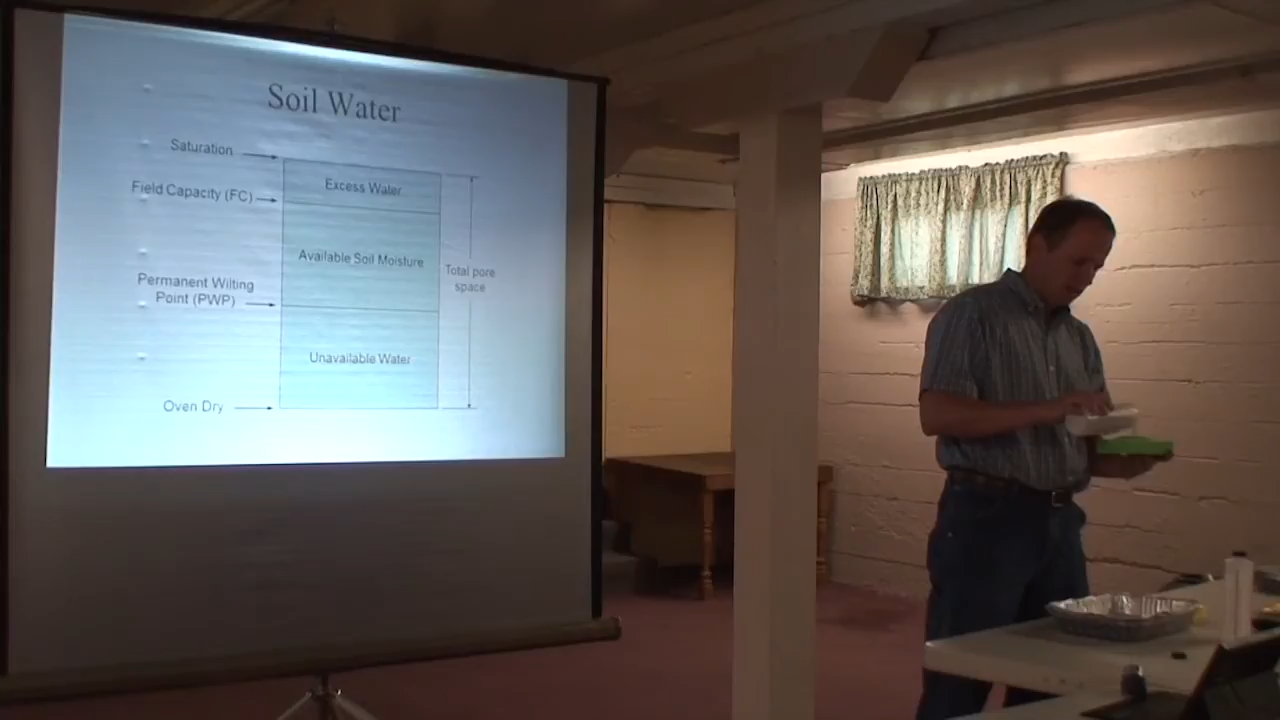 Soil Water
Saturation
Excess Water
Field Capacity (FC)
Available Soil Moisture
Total pore
space
Permanent Wilting
Point (PWP)
Unavailable Water
Oven Dry